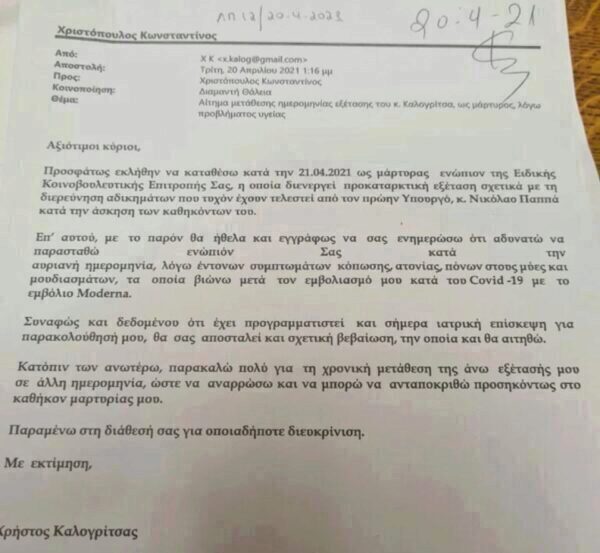 ΛΠ 12/20-4-2023
20-4-21
Χριστόπουλος Κωνσταντίνος
Από: Χ Κ <x.kalog@gmail.com>
Αποστολή: Τρίτη, 20 Απριλίου 2021 1:16 μμ
Προς: Χριστόπουλος Κωνσταντίνος
Κοινοποίηση: Διαμαντή Θάλεια
Θέμα: Αίτημα μετάθεσης ημερομηνίας εξέτασης του κ. Καλογρίτσα, ως μάρτυρος, λόγω
προβλήματος υγείας
Αξιότιμοι κύριοι,
Προσφάτως εκλήθην να καταθέσω κατά την 21.04.2021 ως μάρτυρας ενώπιον της Ειδικής
Κοινοβουλευτικής Επιτροπής Σας, η οποία διενεργεί προκαταρκτική εξέταση σχετικά με τη
διερεύνηση αδικημάτων που τυχόν έχουν τελεστεί από τον πρώην Υπουργό, κ. Νικόλαο Παππά
κατά την άσκηση των καθηκόντων του.
Επ' αυτού, με το παρόν θα ήθελα και εγγράφως να σας ενημερώσω ότι αδυνατώ να
παρασταθώ ενώπιόν Σας κατά την
αυριανή ημερομηνία, λόγω έντονων συμπτωμάτων κόπωσης, ατονίας, πόνων στους μύες και
μουδιασμάτων, τα οποία βιώνω μετά τον εμβολιασμό μου κατά του Covid -19 με το
εμβόλιο Moderna.
Συναφώς και δεδομένου ότι έχει προγραμματιστεί και σήμερα ιατρική επίσκεψη για
παρακολούθησή μου, θα σας αποσταλεί και σχετική βεβαίωση, την οποία και θα αιτηθώ.
Κατόπιν των ανωτέρω, παρακαλώ πολύ για τη χρονική μετάθεση της άνω εξέτασής μου
σε άλλη ημερομηνία, ώστε να αναρρώσω και να μπορώ να ανταποκριθώ προσηκόντως στο
καθήκον μαρτυρίας μου.
Παραμένω στη διάθεσή σας για οποιαδήποτε διευκρίνιση.
Με εκτίμηση,
Χρήστος Καλογρίτσας